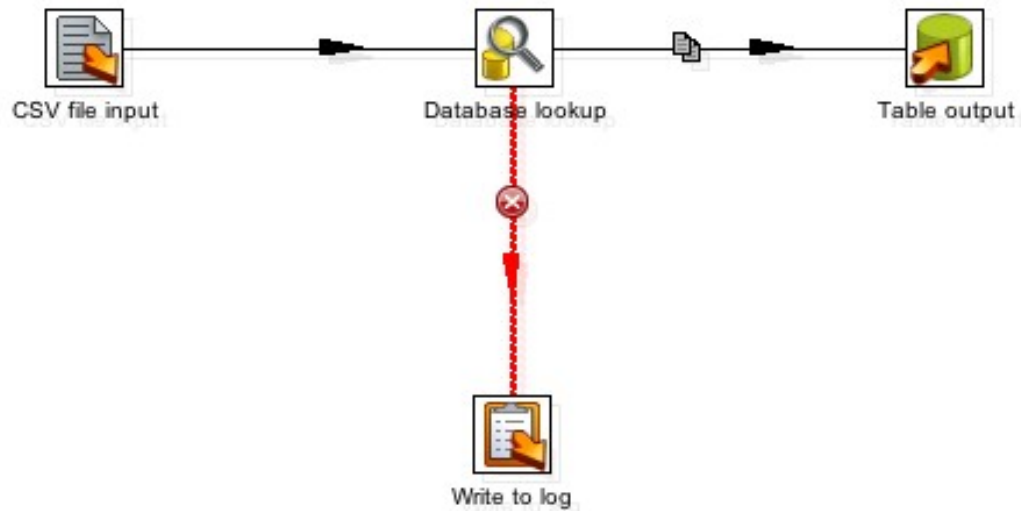 CSV file input
Database lookup
Table output
Write to log